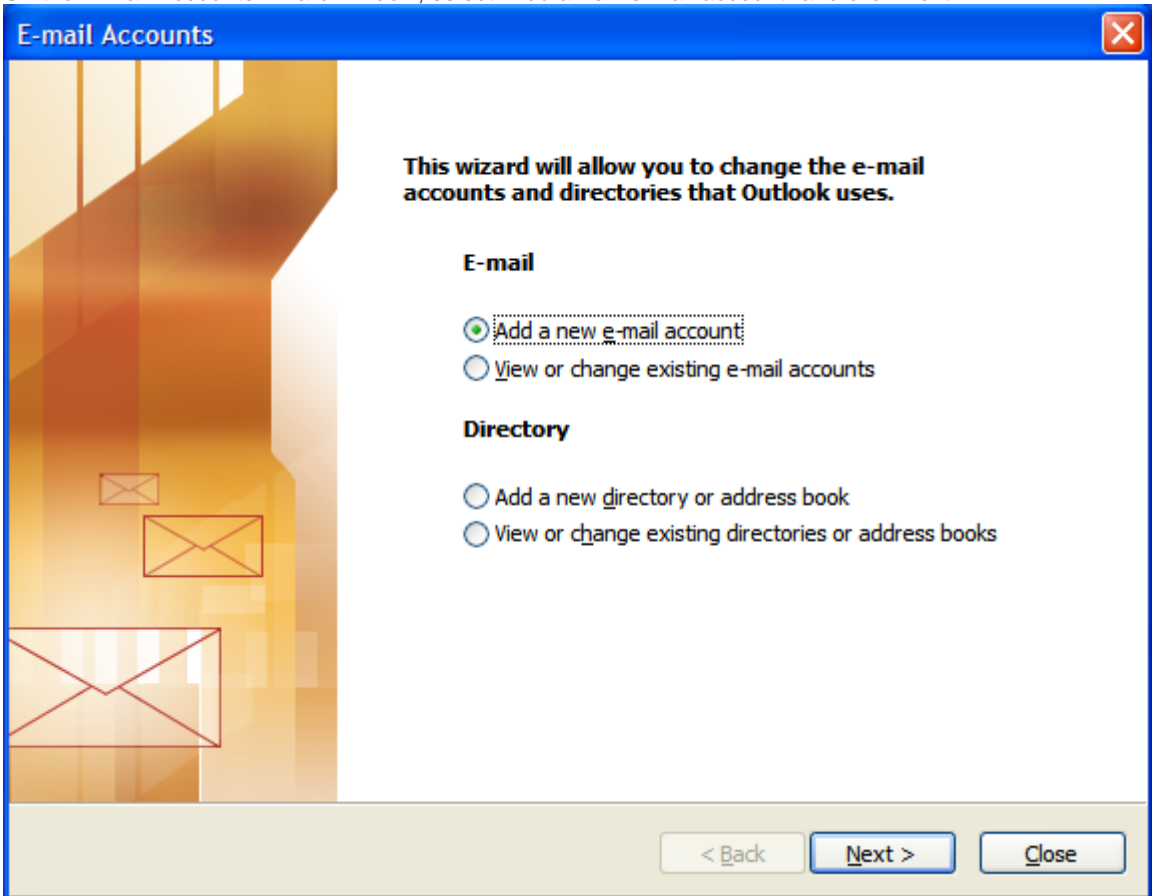 E-mail Accounts
This wizard will allow you to change the e-mail
accounts and directories that Outlook uses.
E-mail
Add a new e-mail account
View or change existing e-mail accounts
Directory
Add a new directory or address book
View or change existing directories or address books
< Back
Next >
Close